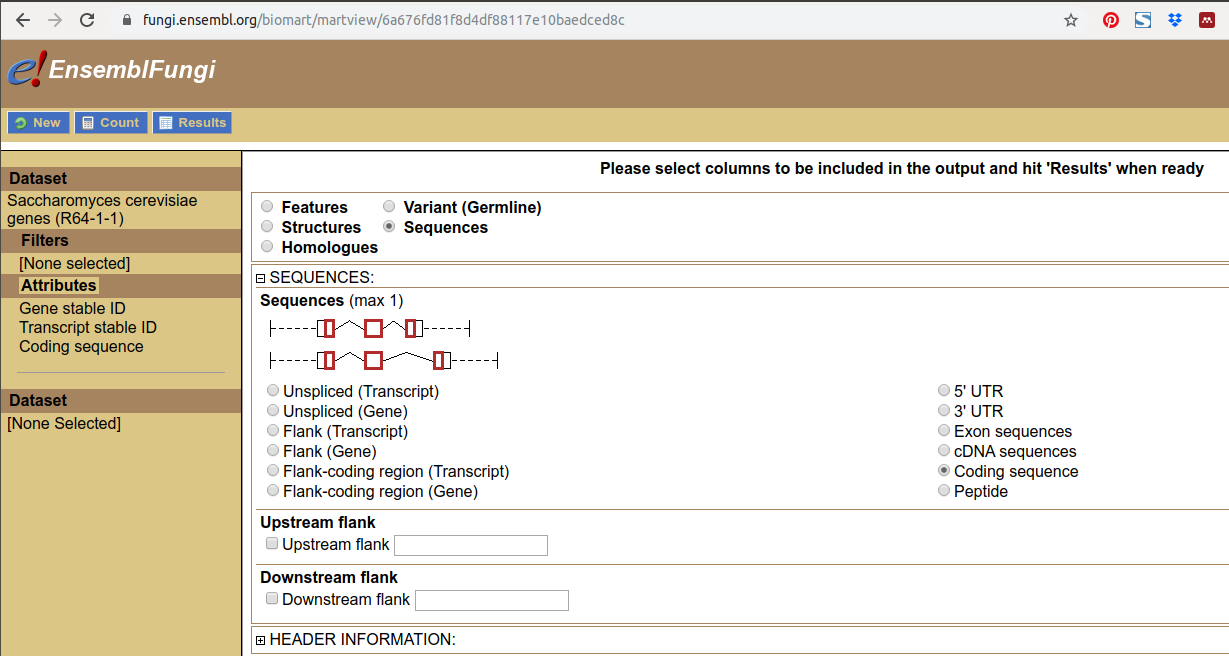 fungi.ensembl.org/biomart/martview/6a676fd81f8d4df88117e10baedced8c
e!EnsemblFungi
New Count Results
Please select columns to be included in the output and hit 'Results' when ready
Dataset
Saccharomyces cerevisiae
genes (R64-1-1)
Filters
[None selected]
Attributes
Gene stable ID
Transcript stable ID
Coding sequence
Dataset
[None Selected]
Features Variant (Germline)
Structures Sequences
Homologues
SEQUENCES:
Sequences (max 1)
Unspliced (Transcript)
Unspliced (Gene)
Flank (Transcript)
Flank (Gene)
Flank-coding region (Transcript)
Flank-coding region (Gene)
5' UTR
3' UTR
Exon sequences
cDNA sequences
Coding sequence
Peptide
Upstream flank
Upstream flank
Downstream flank
Downstream flank
HEADER INFORMATION: